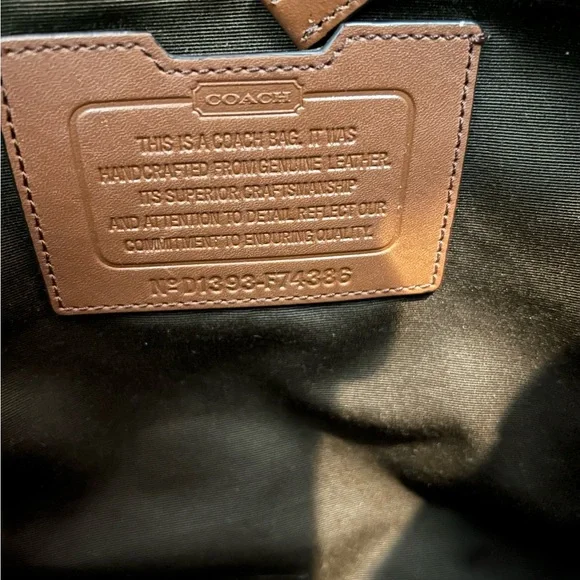 COACH
THIS IS A COACH BAG. IT WAS
HANDCRAFTED FROM GENUINE LEATHER.
ITS SUPERIOR CRAFTSMANSHIP
AND ATTENTION TO DETAIL REFLECT OUR
COMMITMENT TO ENDURING QUALITY.
Nº D1393-F74386